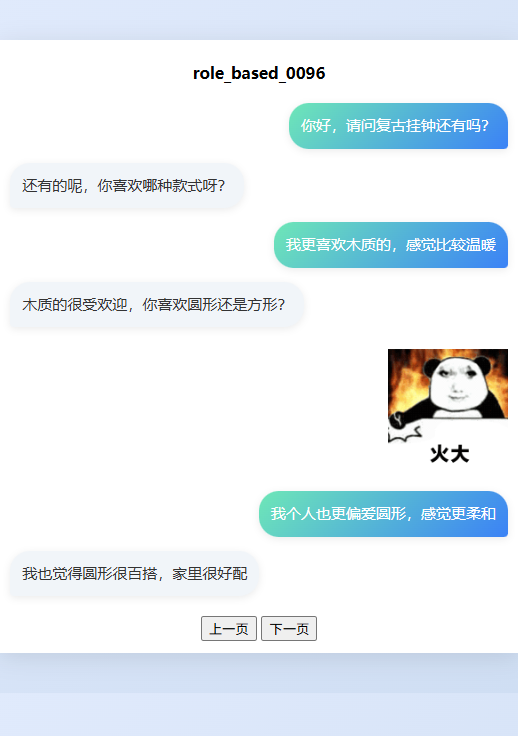 role_based_0096
你好，请问复古挂钟还有吗？
还有的呢，你喜欢哪种款式呀？
我更喜欢木质的，感觉比较温暖
木质的很受欢迎，你喜欢圆形还是方形？
火大
我个人也更偏爱圆形，感觉更柔和
我也觉得圆形很百搭，家里很好配
上一页 下一页